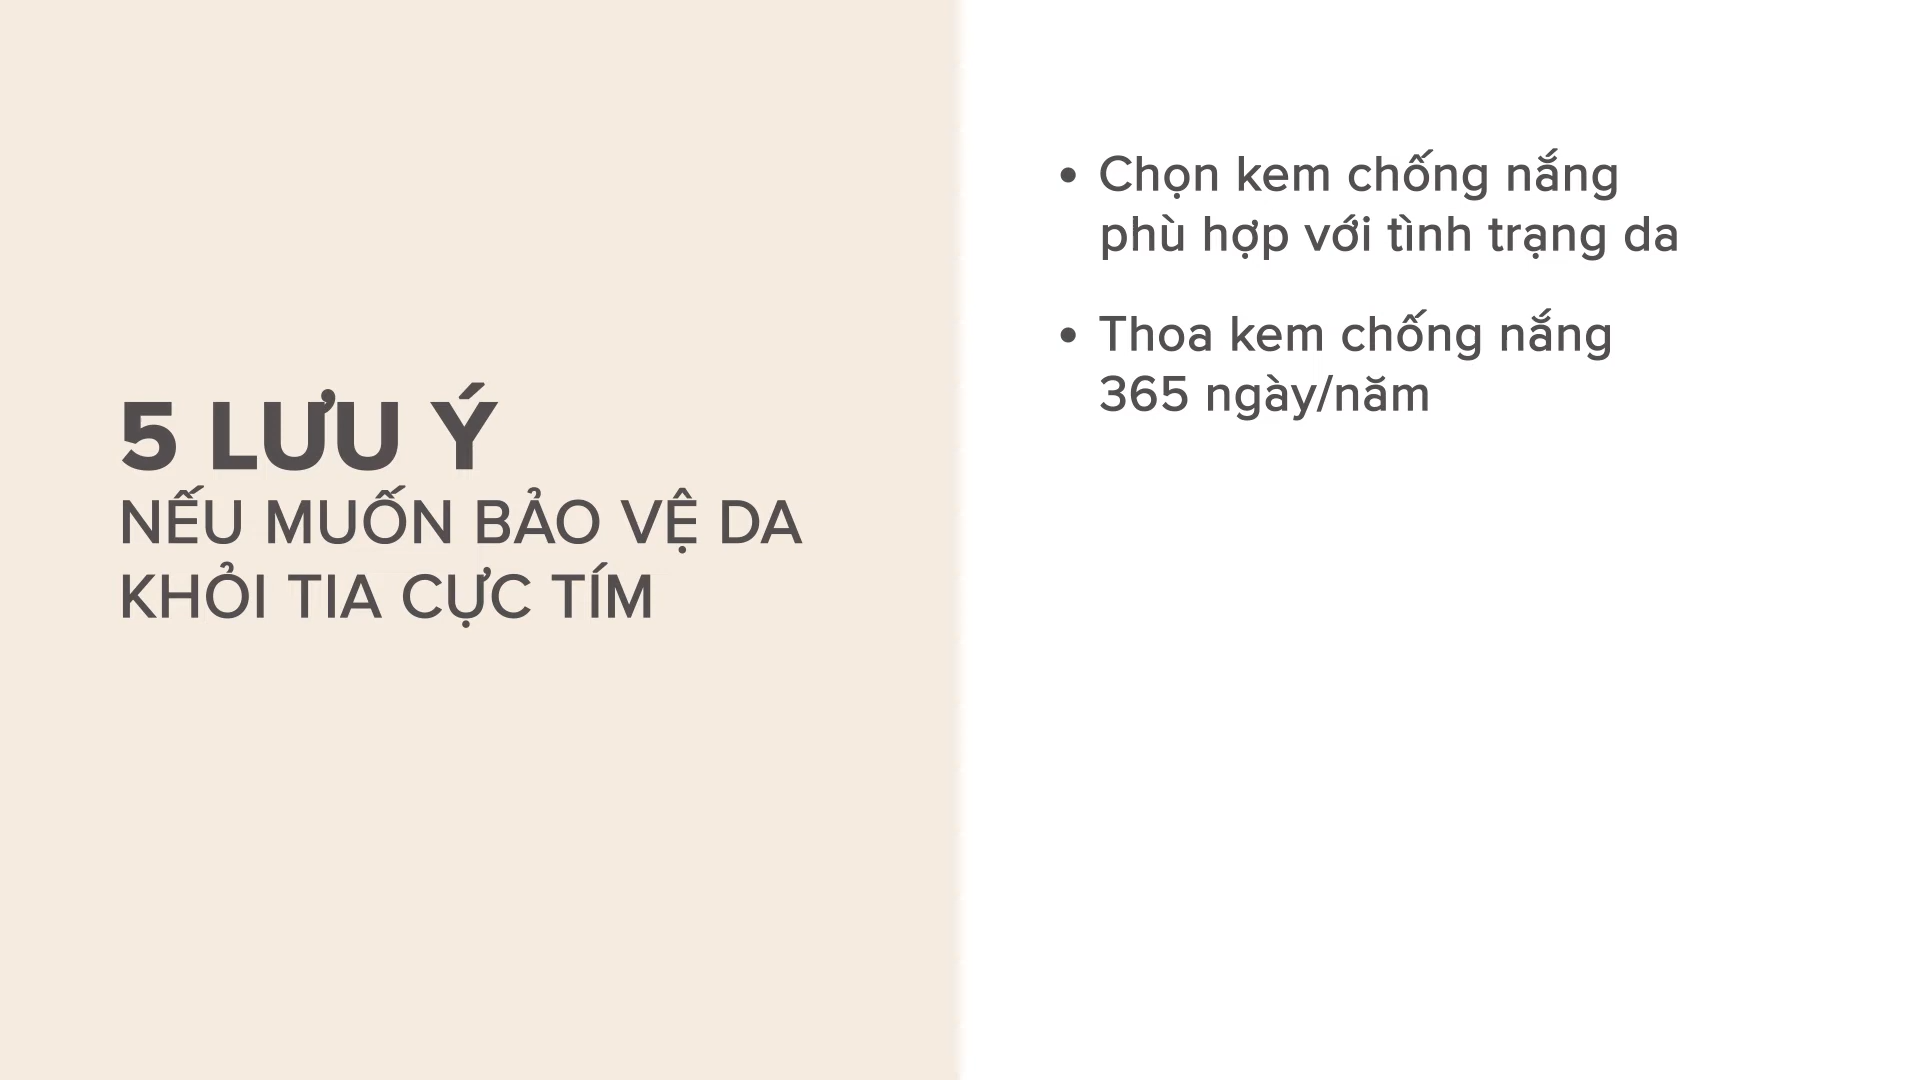 5 LƯU Ý
NẾU MUỐN BẢO VỆ DA
KHỎI TIA CỰC TÍM
• Chọn kem chống nắng
phù hợp với tình trạng da
• Thoa kem chống nắng
365 ngày/năm